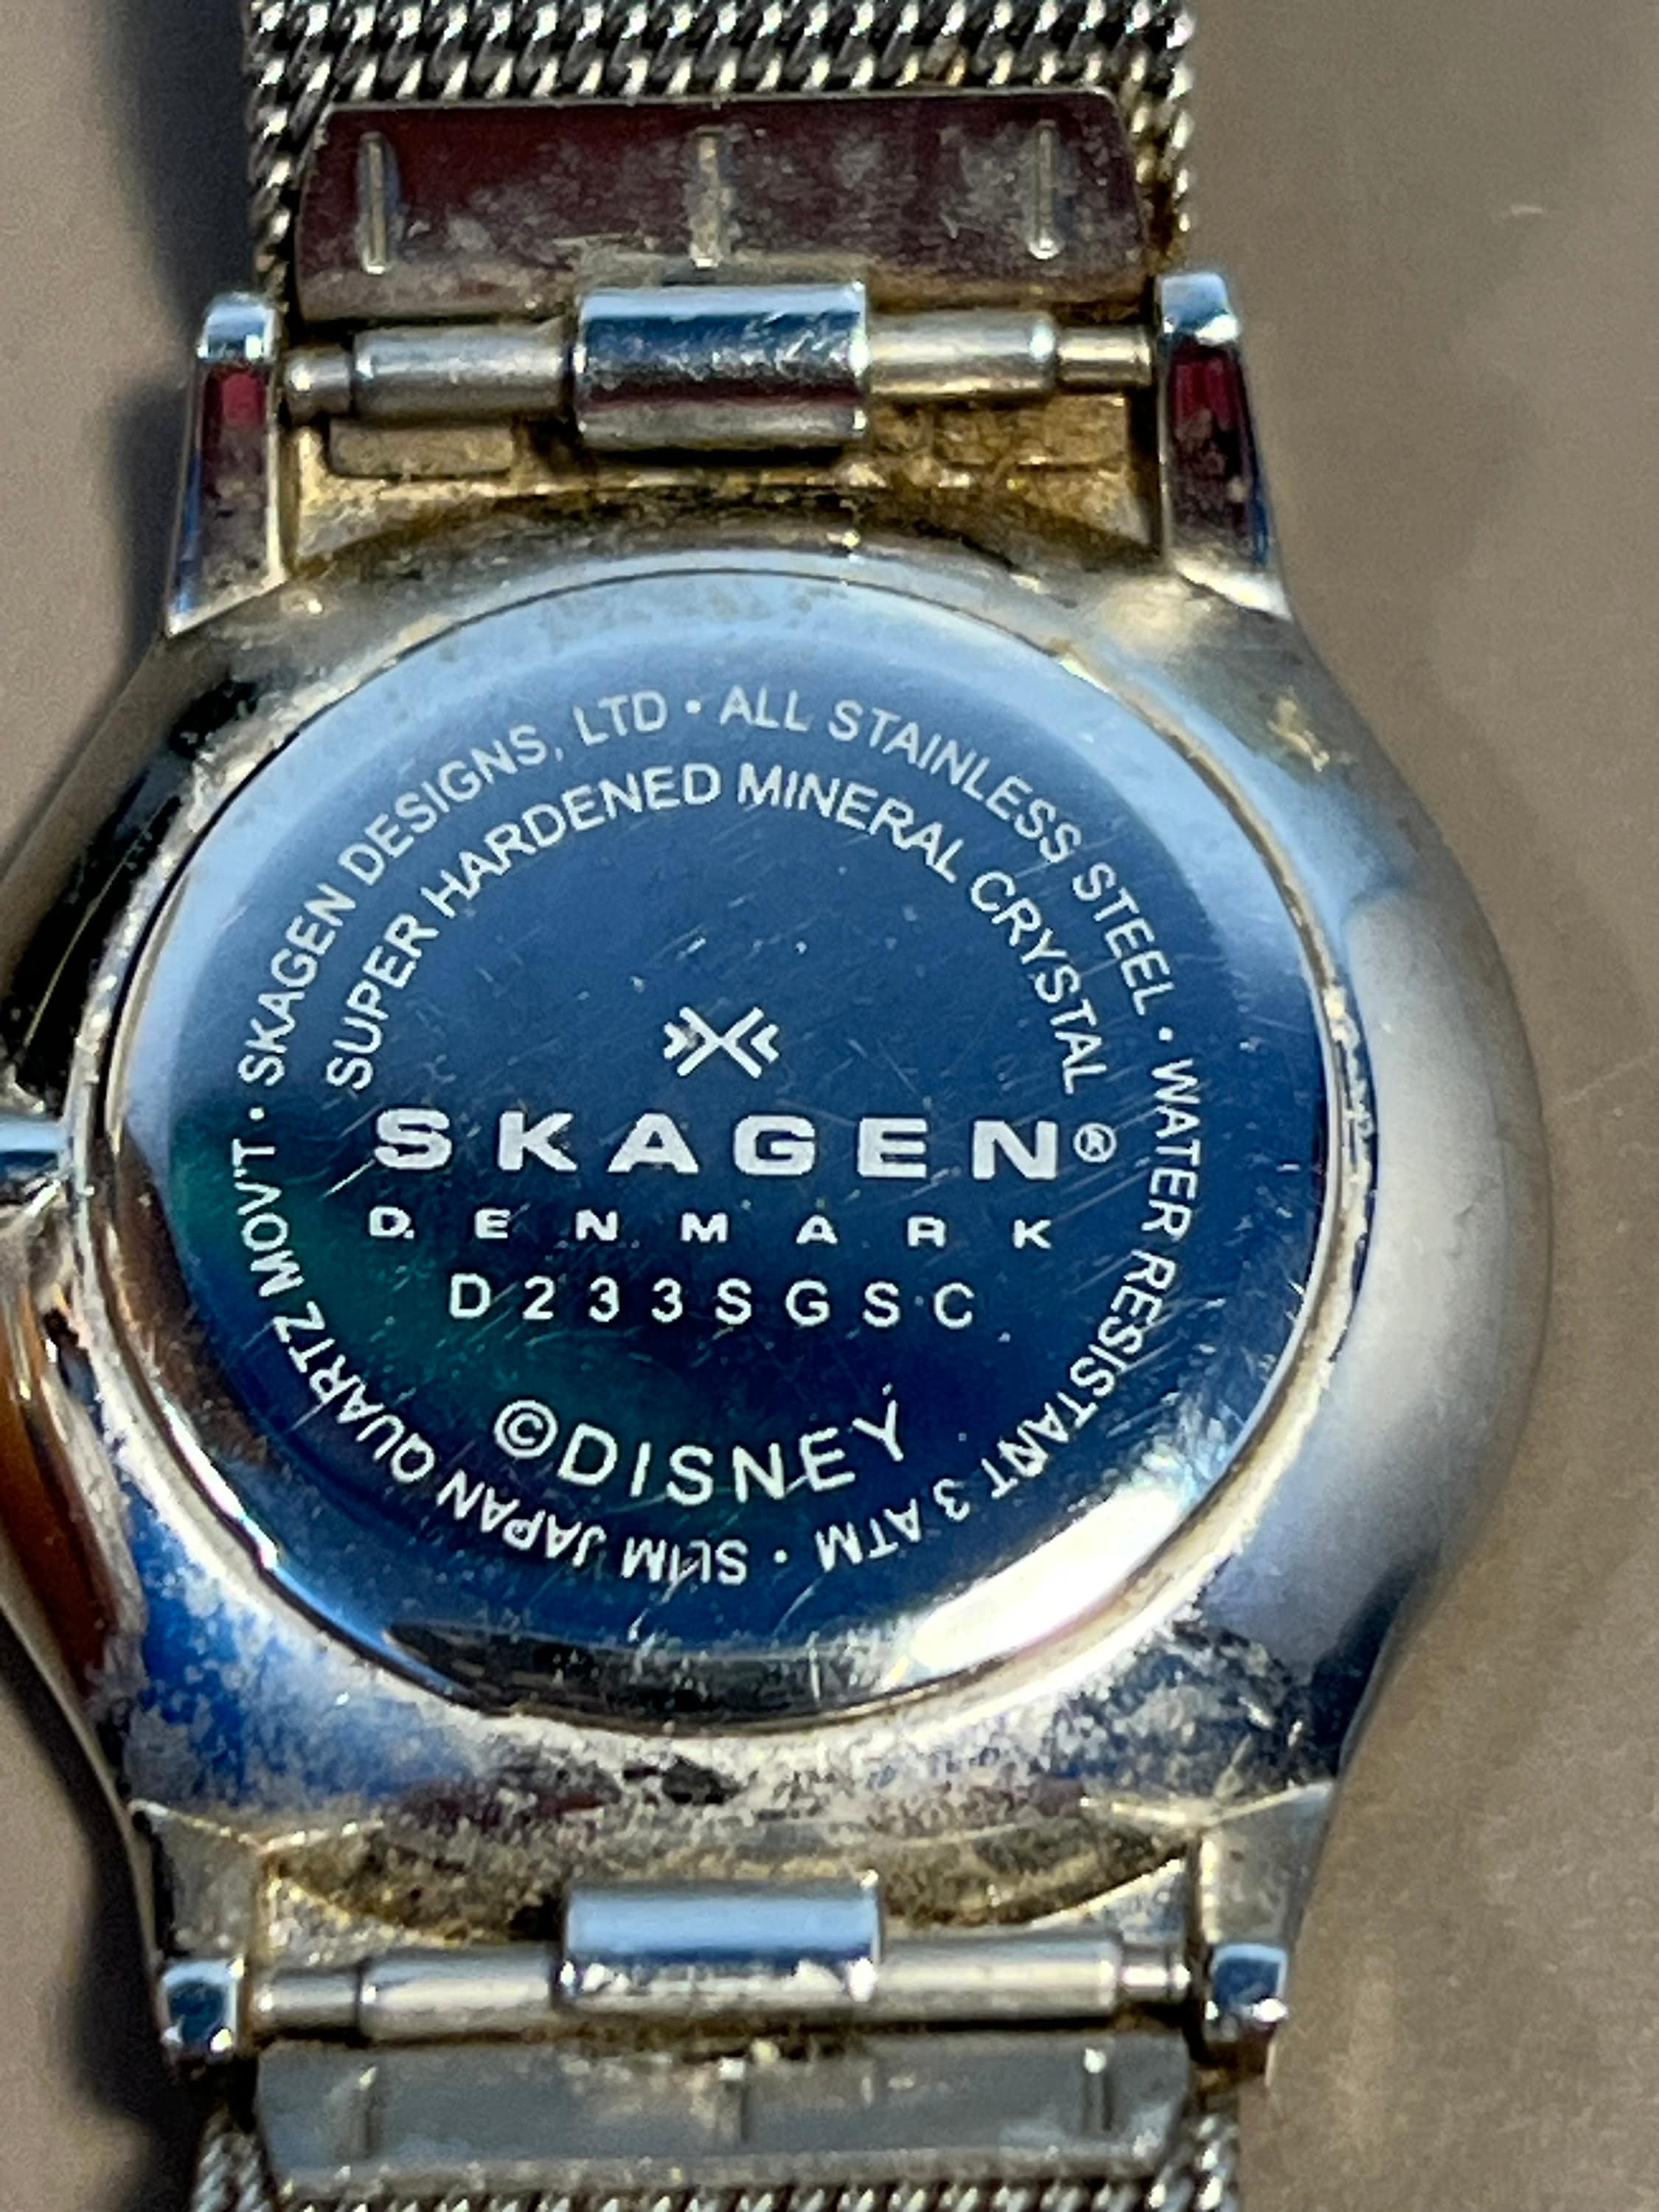 · SKAGEN DESIGNS, LTD · ALL STAINLESS STEEL · WATER RESISTANT 3 ATM · SLIM JAPAN QUARTZ MOV'T
SUPER HARDENED MINERAL CRYSTAL
SKAGEN®
DENMARK
D233SGSC
©DISNEY